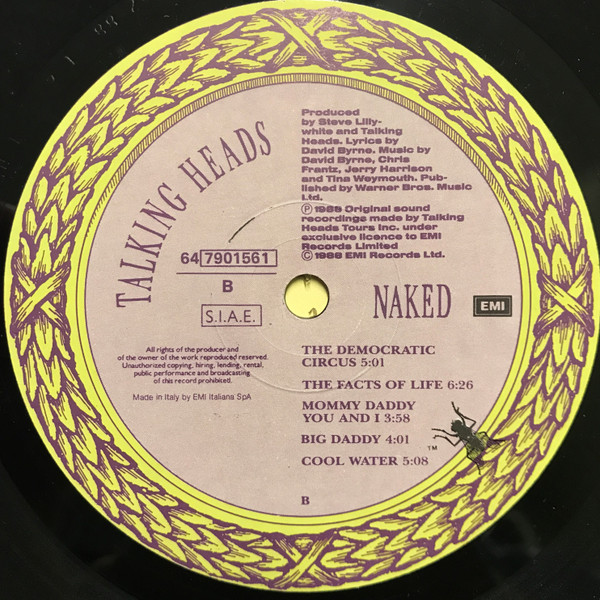 TALKING HEADS
Produced
by Steve Lilly-
white and Talking
Heads. Lyrics by
David Byrne. Music by
David Byrne, Chris
Frantz, Jerry Harrison
and Tina Weymouth. Pub-
lished by Warner Bros. Music
Ltd.
Ⓟ 1988 Original sound
recordings made by Talking
Heads Tours Inc. under
exclusive licence to EMI
Records Limited
© 1988 EMI Records Ltd.
64 7901561
B
S.I.A.E.
NAKED
EMI
All rights of the producer and
of the owner of the work reproduced reserved.
Unauthorized copying, hiring, lending, rental,
public performance and broadcasting
of this record prohibited.
Made in Italy by EMI Italiana SpA
THE DEMOCRATIC
CIRCUS 5:01
THE FACTS OF LIFE 6:26
MOMMY DADDY
YOU AND I 3:58
BIG DADDY 4:01
COOL WATER 5:08
TM
B